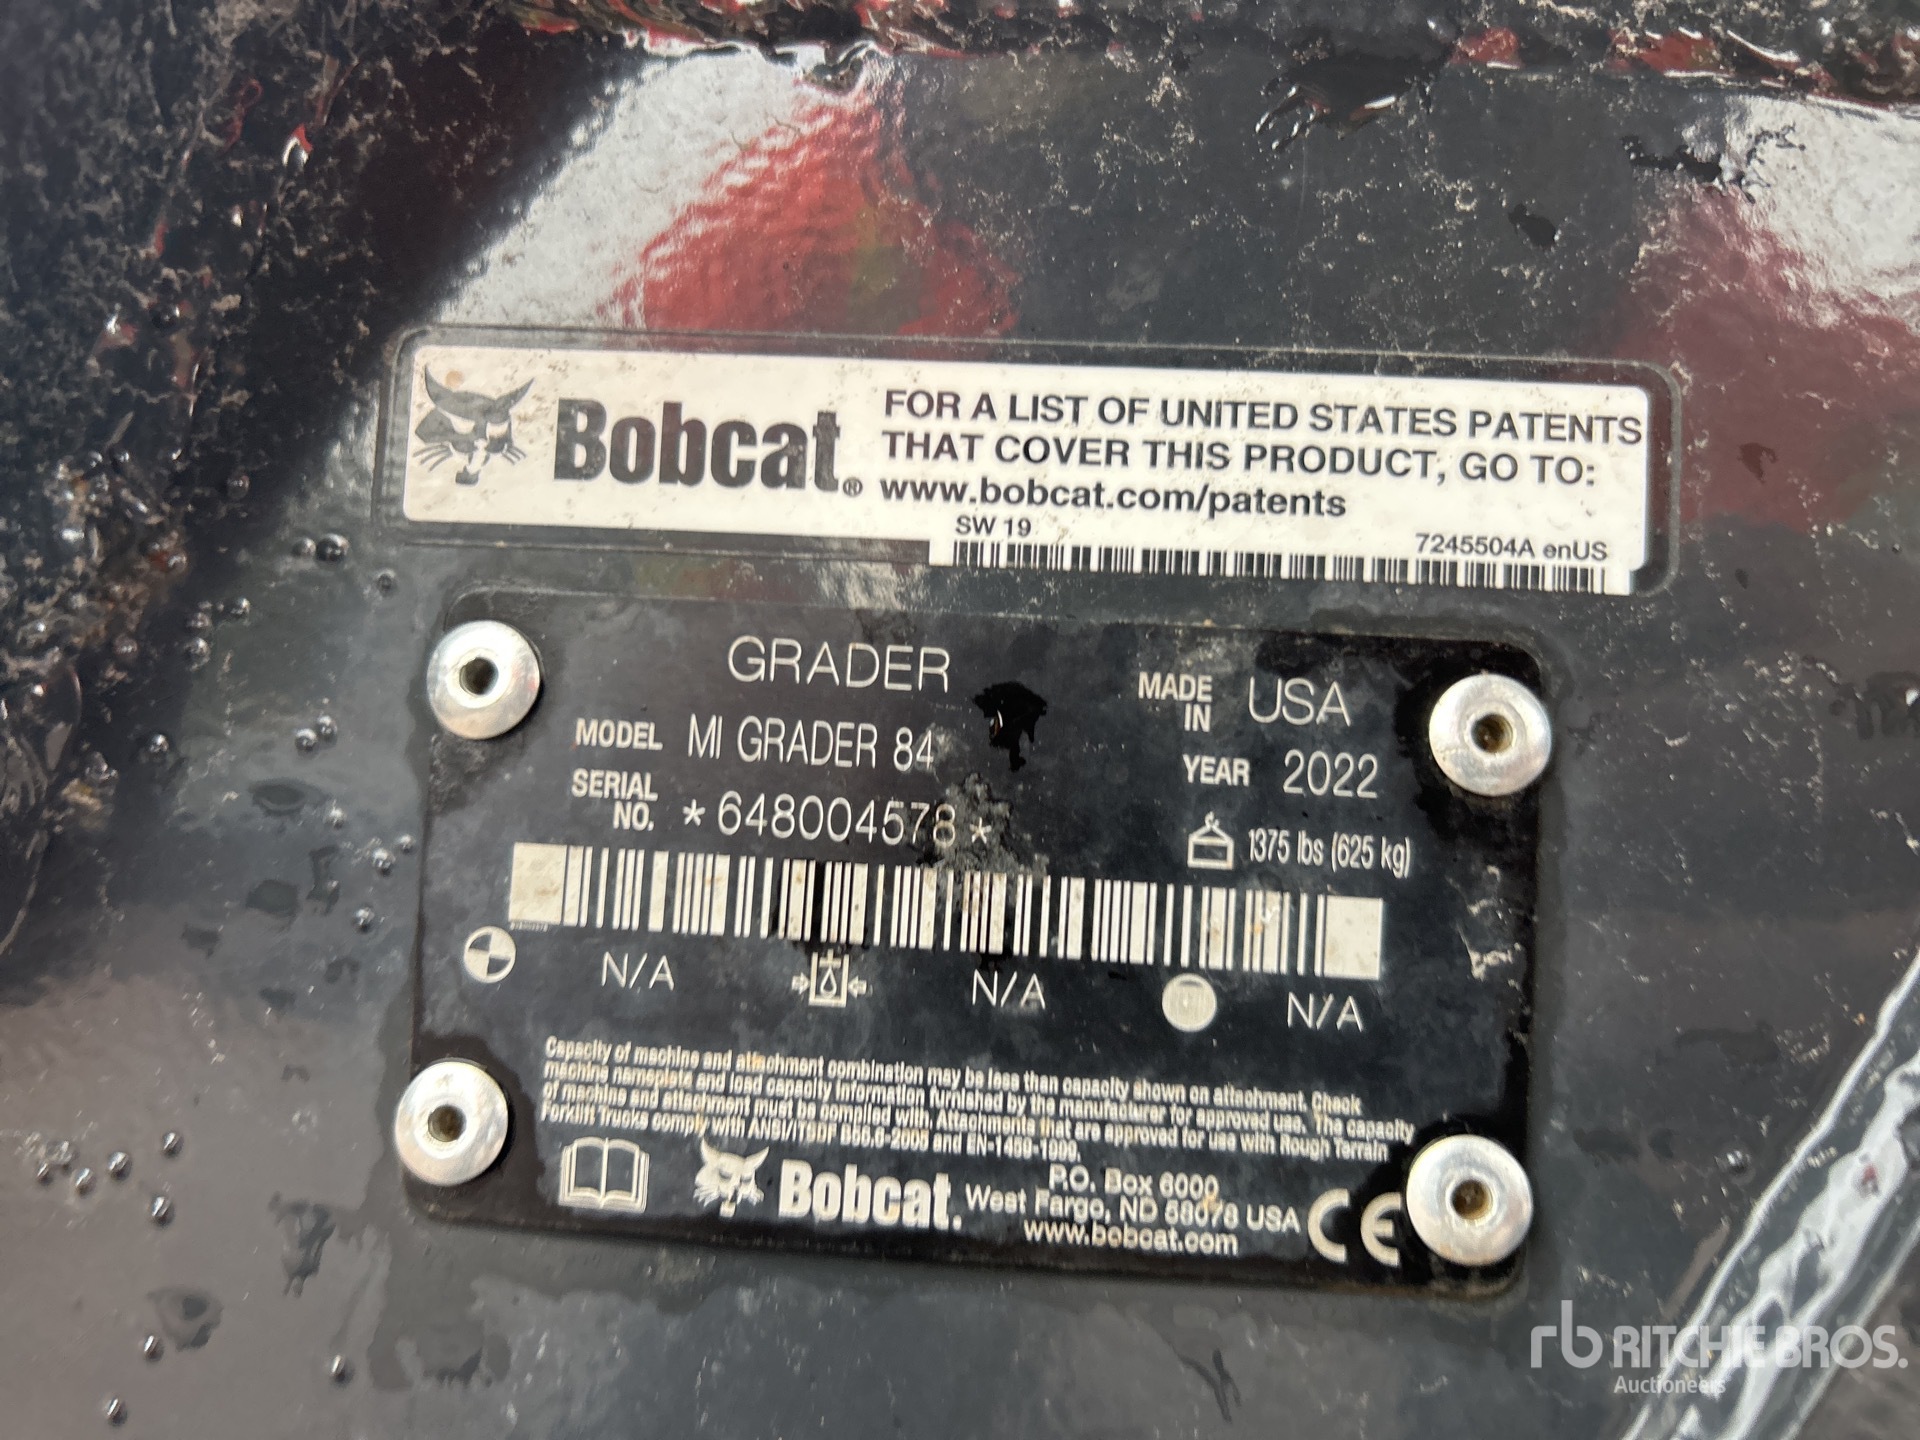 Bobcat®
FOR A LIST OF UNITED STATES PATENTS
THAT COVER THIS PRODUCT, GO TO:
www.bobcat.com/patents
SW 19
7245504A enUS
GRADER
MADE IN USA
MODEL MI GRADER 84
YEAR 2022
SERIAL NO. *648004578*
1375 lbs (625 kg)
N/A
N/A
N/A
Capacity of machine and attachment combination may be less than capacity shown on attachment. Check
machine nameplate and load capacity information furnished by the manufacturer for approved use. The capacity
of machine and attachment must be complied with. Attachments that are approved for use with Rough Terrain
Forklift Trucks comply with ANSI/ITSDF B56.6-2005 and EN-1459-1999.
Bobcat.
P.O. Box 6000
West Fargo, ND 58078 USA
www.bobcat.com
CE
rb RITCHIE BROS.
Auctioneers